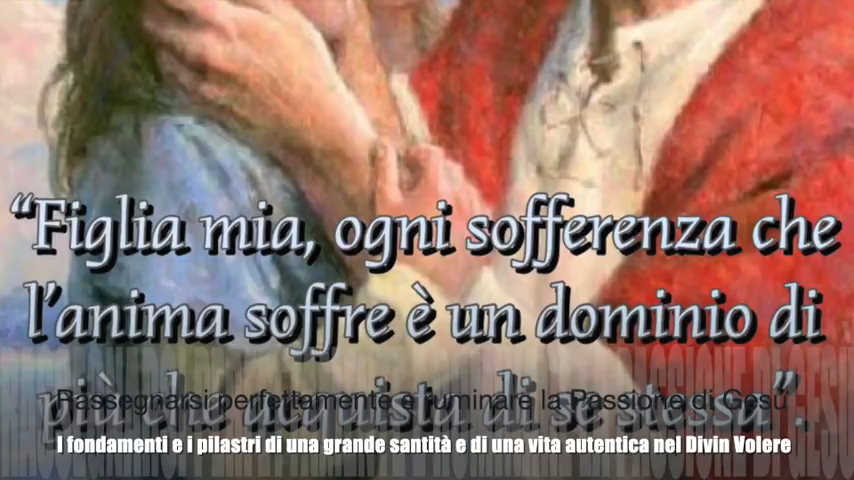 “Figlia mia, ogni sofferenza che
l’anima soffre è un dominio di
più che acquista di se stessa”.
Rassegnarsi perfettamente e ruminare la Passione di Gesù
I fondamenti e i pilastri di una grande santità e di una vita autentica nel Divin Volere